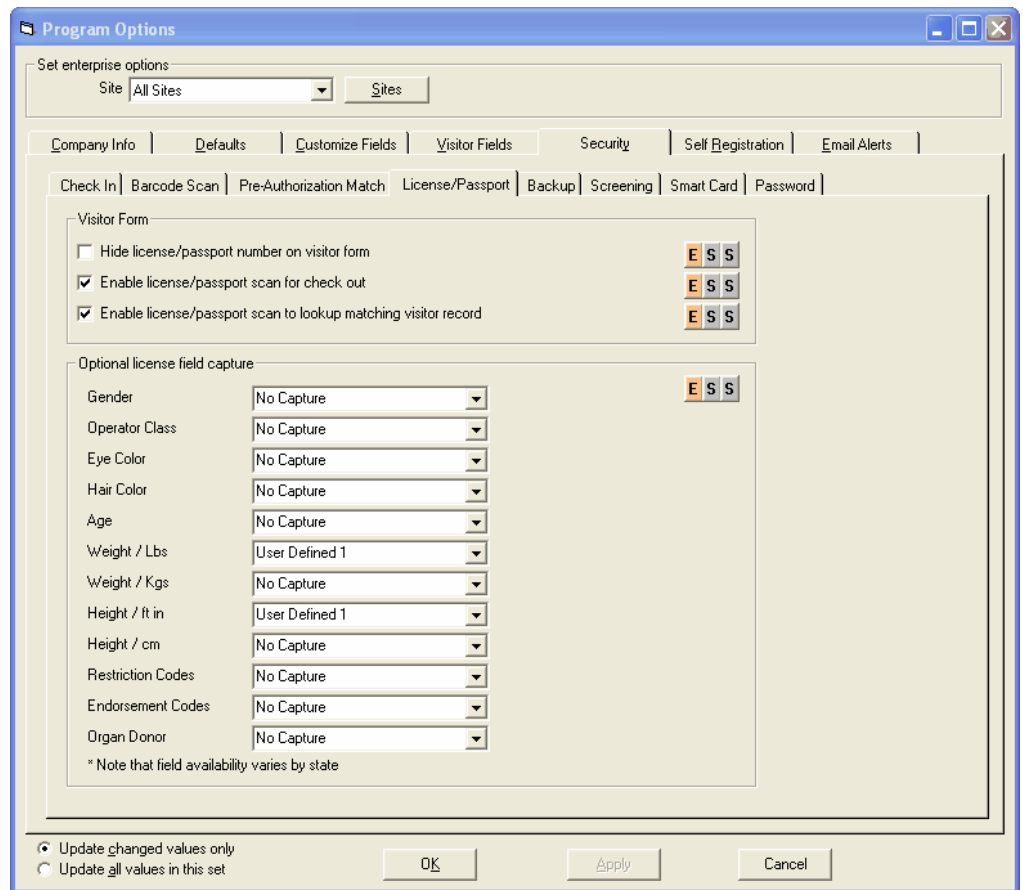 Program Options
Set enterprise options
Site All Sites Sites
Company Info Defaults Customize Fields Visitor Fields Security Self Registration Email Alerts
Check In Barcode Scan Pre-Authorization Match License/Passport Backup Screening Smart Card Password
Visitor Form
Hide license/passport number on visitor form E S S
Enable license/passport scan for check out E S S
Enable license/passport scan to lookup matching visitor record E S S
Optional license field capture
E S S
Gender No Capture
Operator Class No Capture
Eye Color No Capture
Hair Color No Capture
Age No Capture
Weight / Lbs User Defined 1
Weight / Kgs No Capture
Height / ft in User Defined 1
Height / cm No Capture
Restriction Codes No Capture
Endorsement Codes No Capture
Organ Donor No Capture
* Note that field availability varies by state
Update changed values only
Update all values in this set
OK Apply Cancel